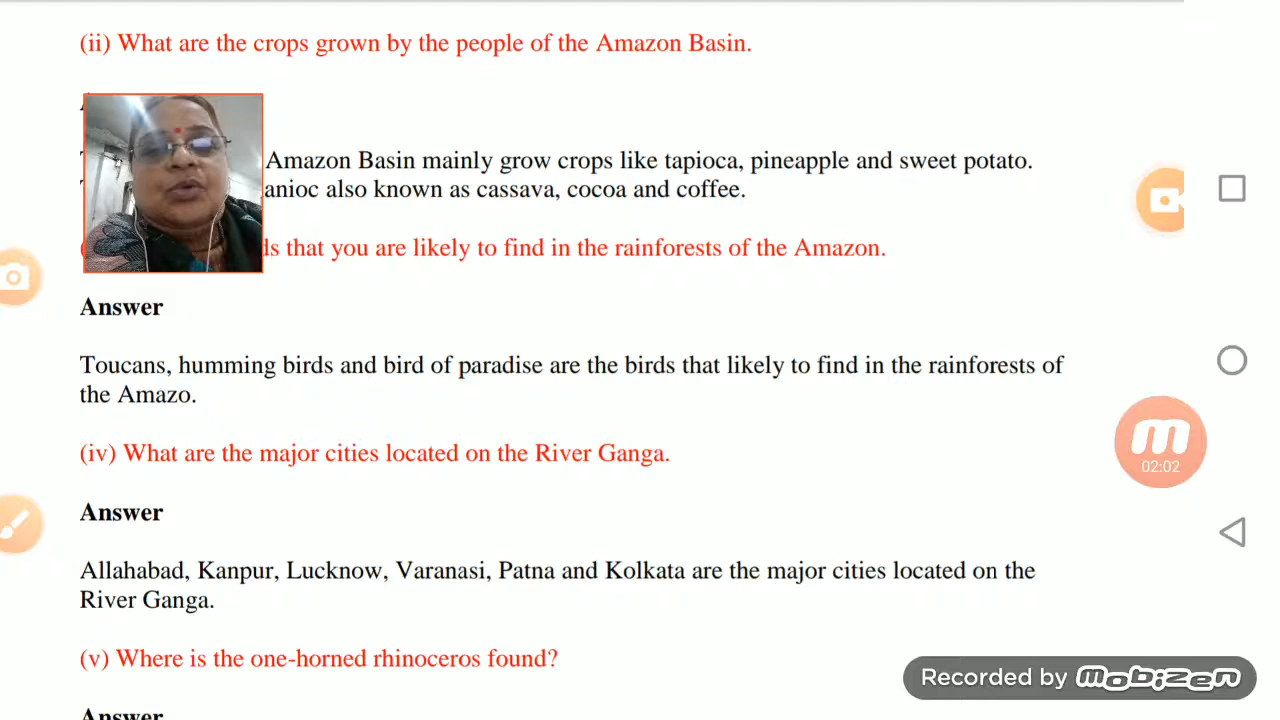 (ii) What are the crops grown by the people of the Amazon Basin.
Amazon Basin mainly grow crops like tapioca, pineapple and sweet potato.
anioc also known as cassava, cocoa and coffee.
ds that you are likely to find in the rainforests of the Amazon.
Answer
Toucans, humming birds and bird of paradise are the birds that likely to find in the rainforests of
the Amazo.
(iv) What are the major cities located on the River Ganga.
Answer
Allahabad, Kanpur, Lucknow, Varanasi, Patna and Kolkata are the major cities located on the
River Ganga.
(v) Where is the one-horned rhinoceros found?
Answer
02:02
Recorded by mobizen